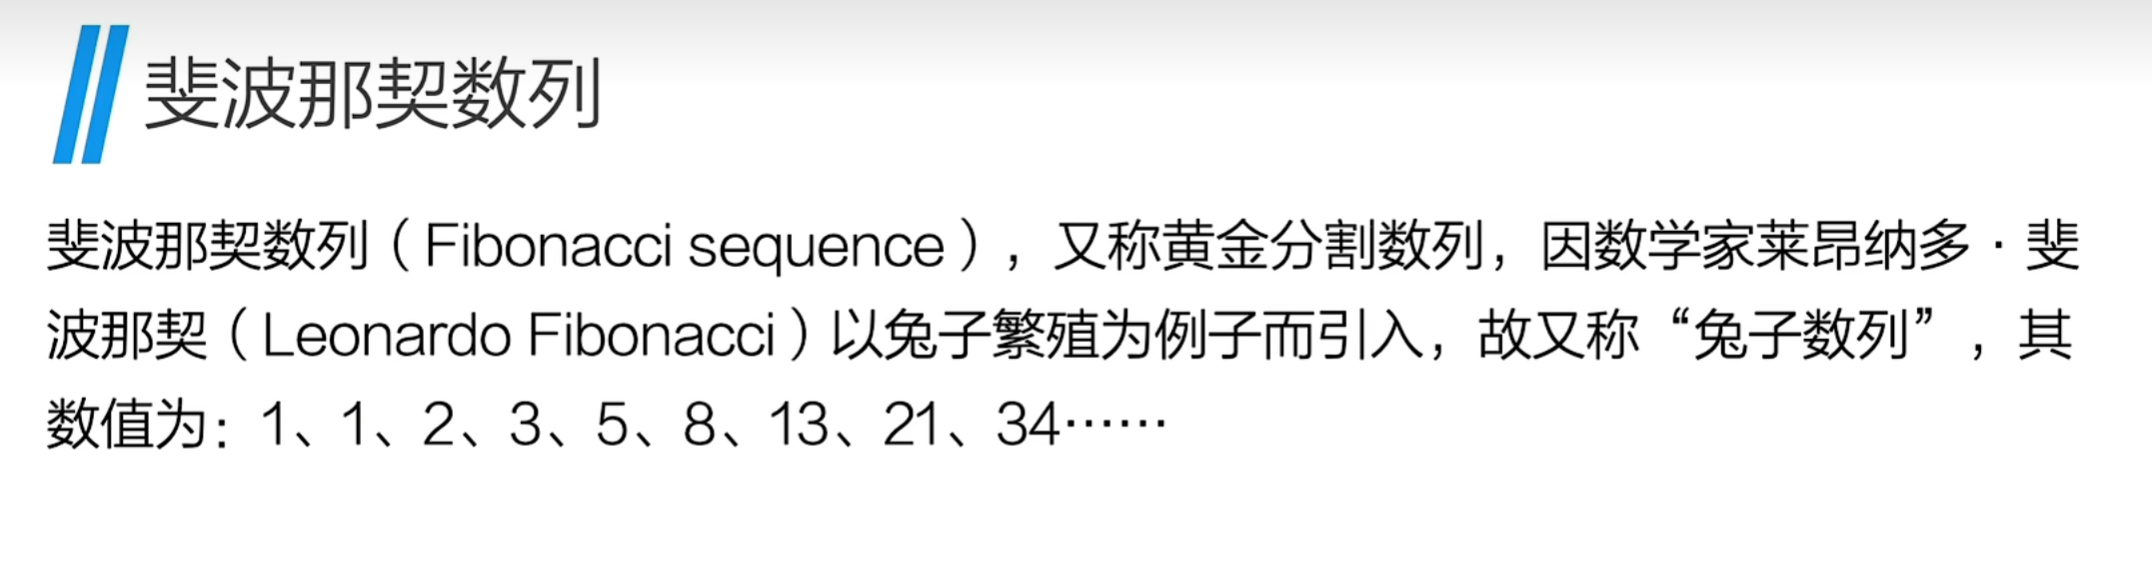 斐波那契数列
斐波那契数列（Fibonacci sequence），又称黄金分割数列，因数学家莱昂纳多·斐
波那契（Leonardo Fibonacci）以兔子繁殖为例子而引入，故又称“兔子数列”，其
数值为：1、1、2、3、5、8、13、21、34……